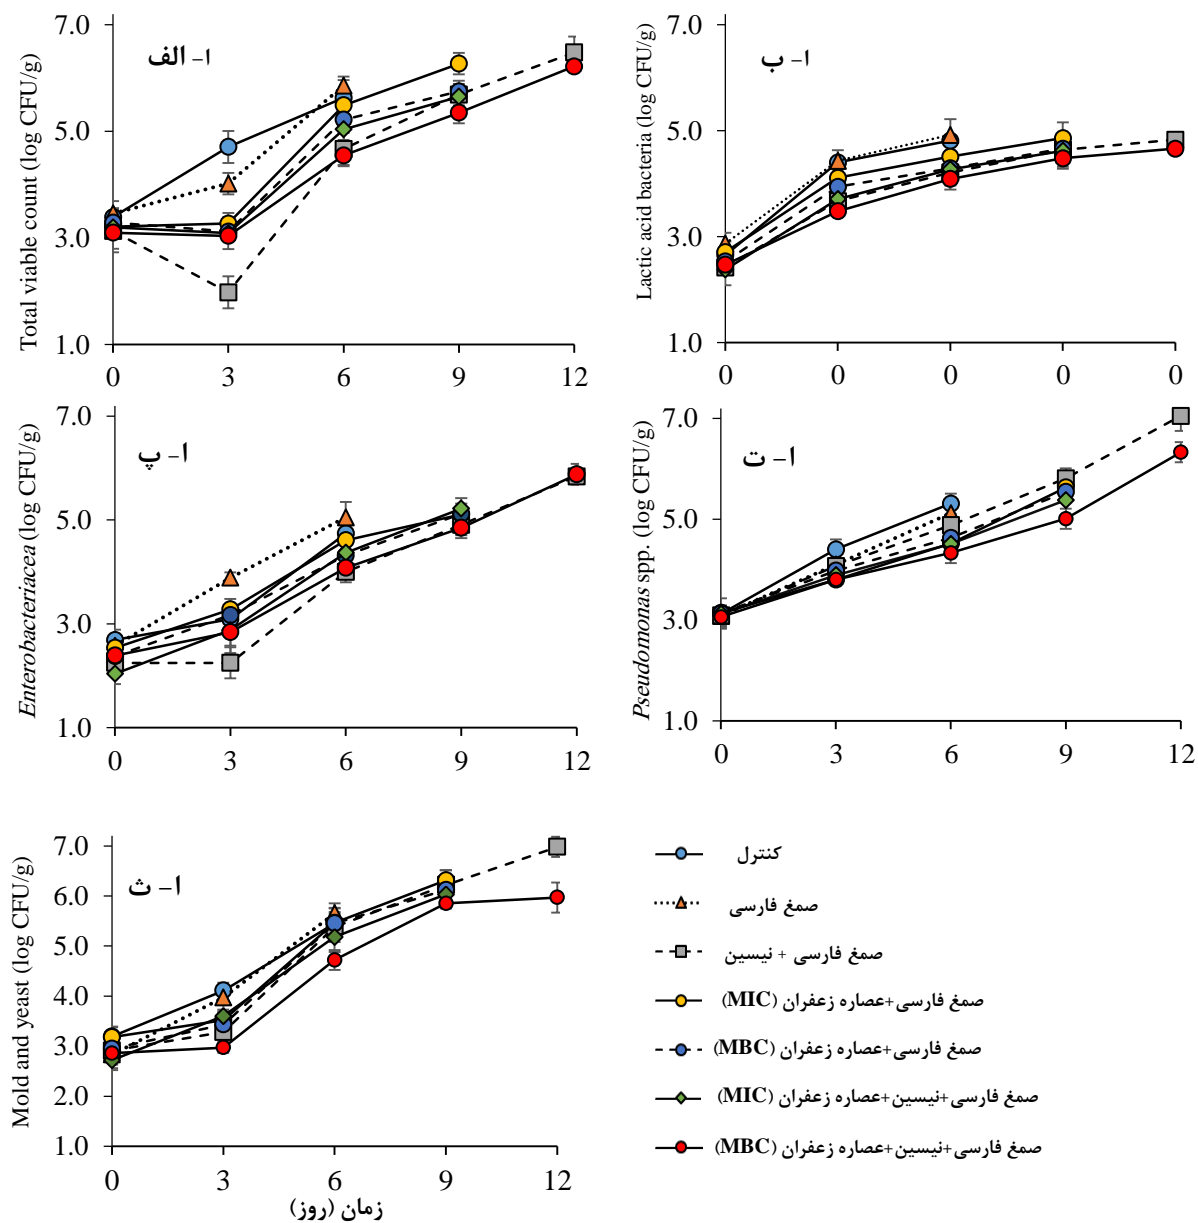 ا- الف
Total viable count (log CFU/g)
7.0
5.0
3.0
1.0
0 3 6 9 12
ا- ب
Lactic acid bacteria (log CFU/g)
7.0
5.0
3.0
1.0
0 0 0 0 0
ا- پ
Enterobacteriacea (log CFU/g)
7.0
5.0
3.0
1.0
0 3 6 9 12
ا- ت
Pseudomonas spp. (log CFU/g)
7.0
5.0
3.0
1.0
0 3 6 9 12
ا- ث
Mold and yeast (log CFU/g)
7.0
6.0
5.0
4.0
3.0
2.0
1.0
0 3 6 9 12
زمان (روز)
کنترل
صمغ فارسی
صمغ فارسی + نیسین
صمغ فارسی+عصاره زعفران (MIC)
صمغ فارسی+عصاره زعفران (MBC)
صمغ فارسی+نیسین+عصاره زعفران (MIC)
صمغ فارسی+نیسین+عصاره زعفران (MBC)